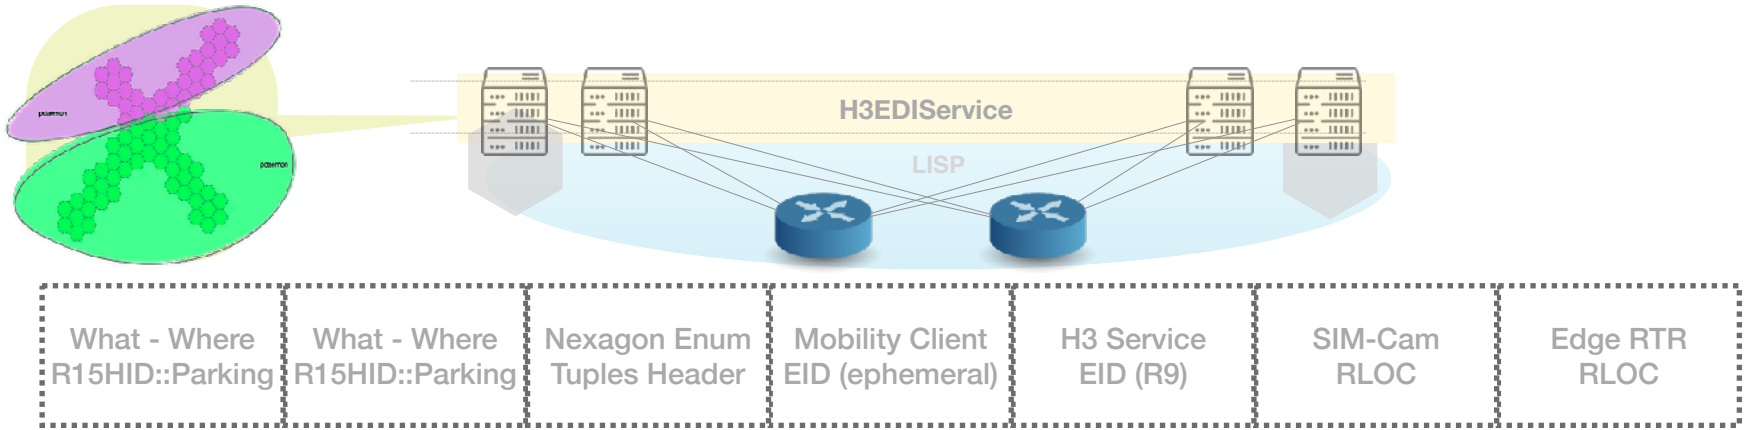 H3EDIService
LISP
What - Where
R15HID::Parking
What - Where
R15HID::Parking
Nexagon Enum
Tuples Header
Mobility Client
EID (ephemeral)
H3 Service
EID (R9)
SIM-Cam
RLOC
Edge RTR
RLOC